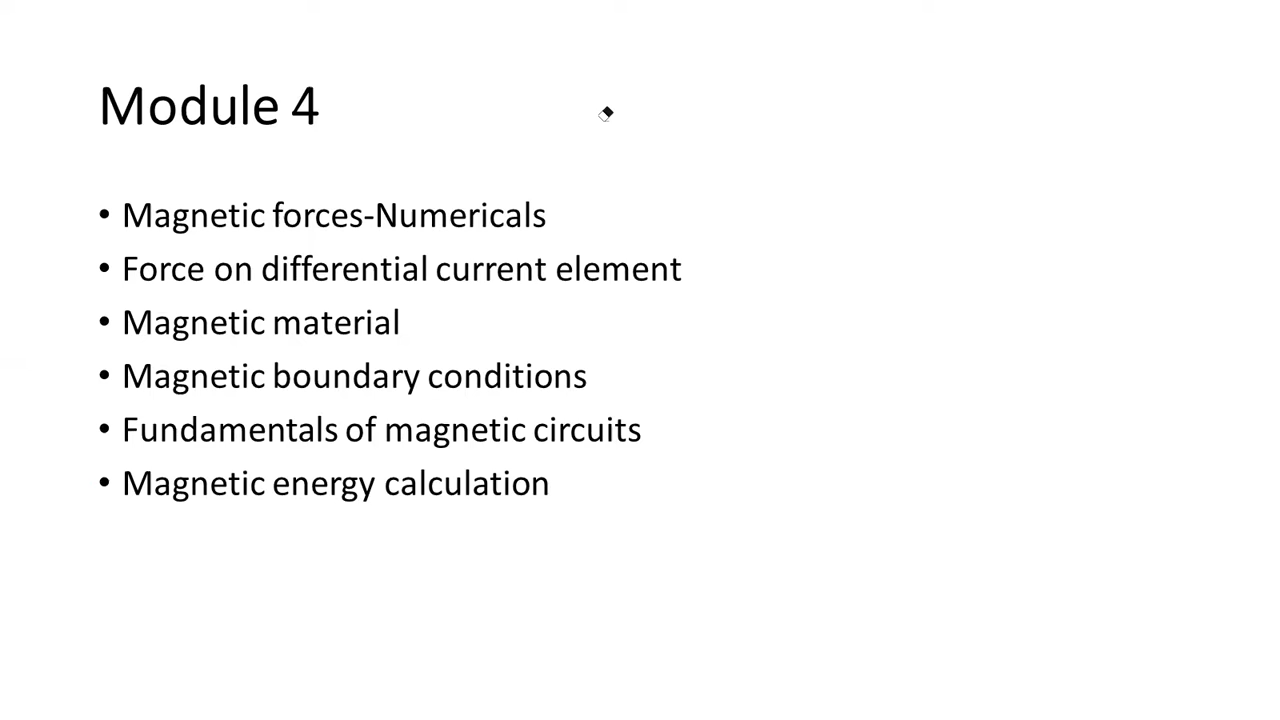 Module 4
• Magnetic forces-Numericals
• Force on differential current element
• Magnetic material
• Magnetic boundary conditions
• Fundamentals of magnetic circuits
• Magnetic energy calculation